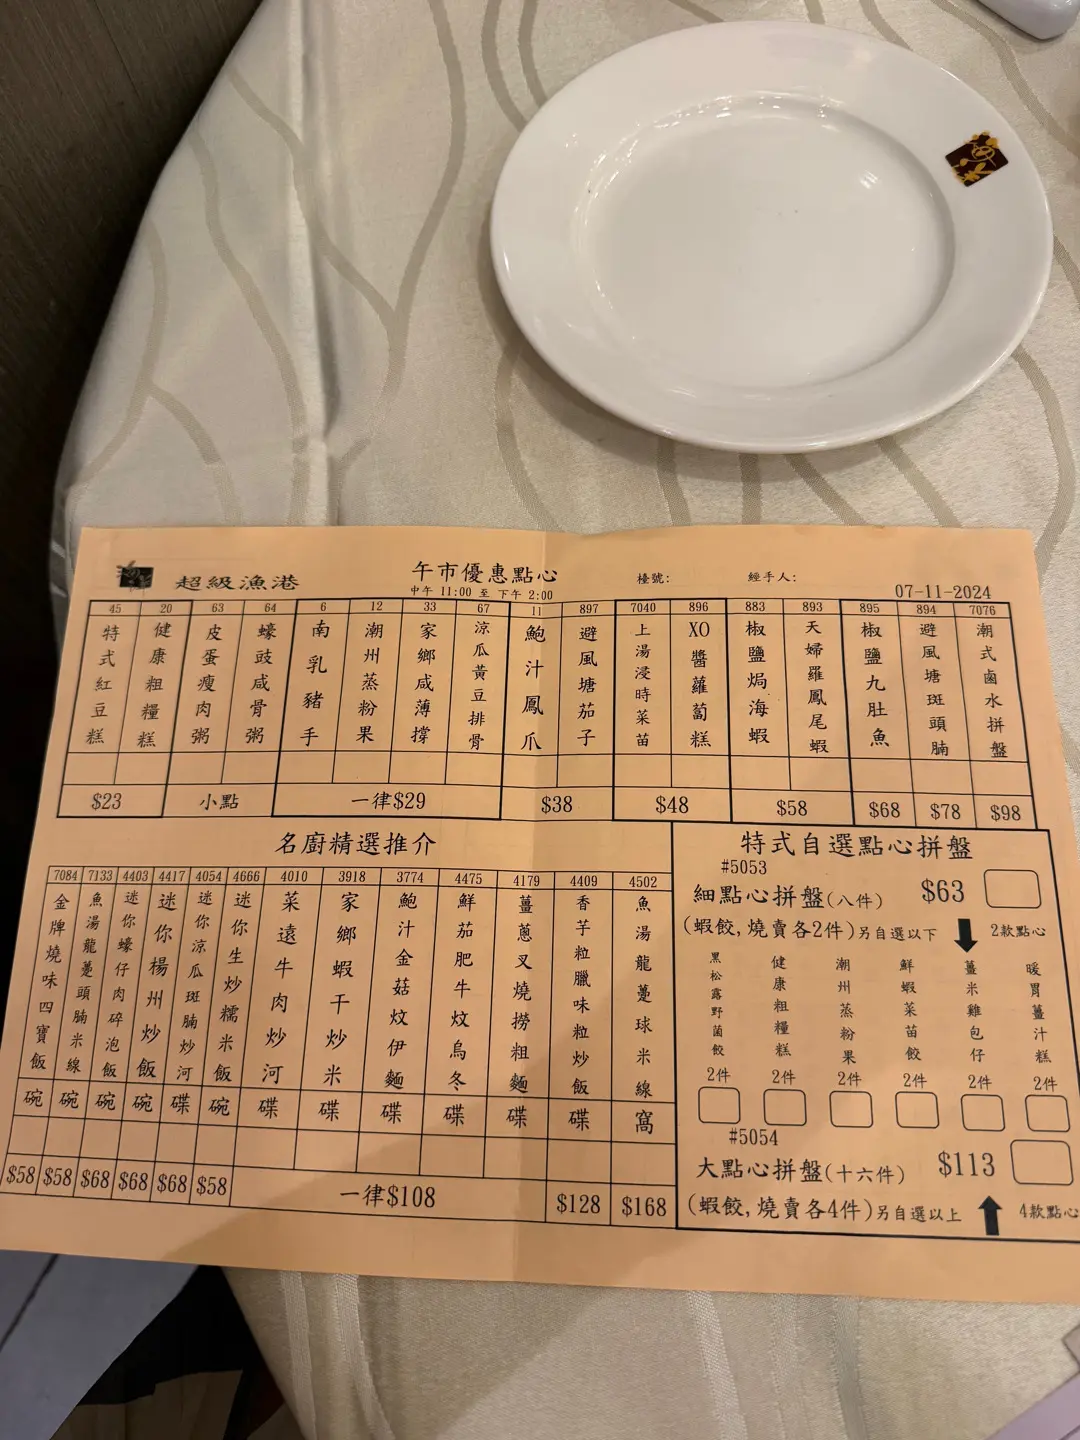 超級漁港
午市優惠點心
中午 11:00 至 下午 2:00
檯號:
經手人:
07-11-2024
45 特式紅豆糕
20 健康粗糧糕
63 皮蛋瘦肉粥
64 蠔豉咸骨粥
6 南乳豬手
12 潮州蒸粉果
33 家鄉咸薄撐
67 涼瓜黃豆排骨
11 鮑汁鳳爪
897 避風塘茄子
7040 上湯浸時菜苗
896 XO醬蘿蔔糕
883 椒鹽焗海蝦
893 天婦羅鳳尾蝦
895 椒鹽九肚魚
894 避風塘斑頭腩
7076 潮式鹵水拼盤
$23 小點 一律$29 $38 $48 $58 $68 $78 $98
名廚精選推介
7084 金牌燒味四寶飯 碗 $58
7133 魚湯龍躉頭腩米線 碗 $58
4403 迷你蠔仔肉碎泡飯 碗 $68
4417 迷你楊州炒飯 碗 $68
4054 迷你涼瓜斑腩炒河 碟 $68
4666 迷你生炒糯米飯 碗 $58
4010 菜遠牛肉炒河 碟
3918 家鄉蝦干炒米 碟
3774 鮑汁金菇炆伊麵 碟
4475 鮮茄肥牛炆烏冬 碟
4179 薑蔥叉燒撈粗麵 碟
一律$108
4409 香芋粒臘味粒炒飯 碟 $128
4502 魚湯龍躉球米線 窩 $168
特式自選點心拼盤
#5053
細點心拼盤(八件) $63
(蝦餃,燒賣各2件)另自選以下 2款點心
黑松露野菌餃 2件
健康粗糧糕 2件
潮州蒸粉果 2件
鮮蝦菜苗餃 2件
薑米雞包仔 2件
暖胃薑汁糕 2件
#5054
大點心拼盤(十六件) $113
(蝦餃,燒賣各4件)另自選以上 4款點心